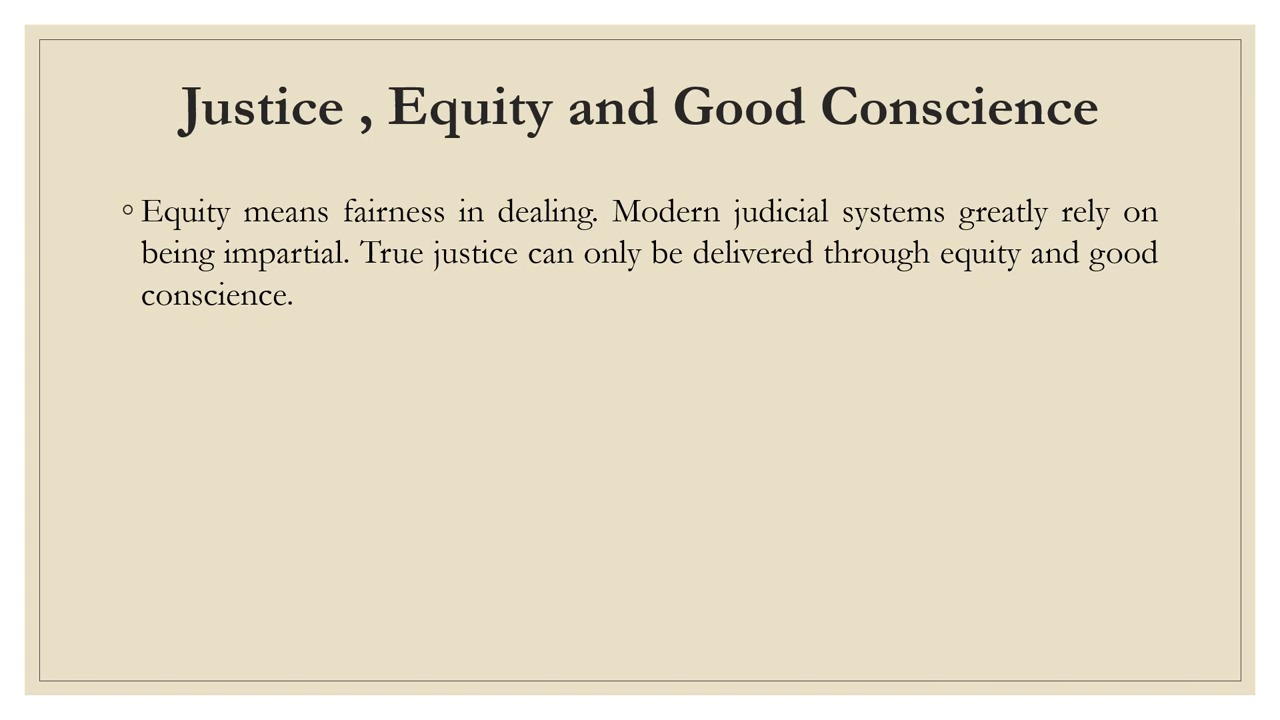 Justice , Equity and Good Conscience
◦ Equity means fairness in dealing. Modern judicial systems greatly rely on
being impartial. True justice can only be delivered through equity and good
conscience.